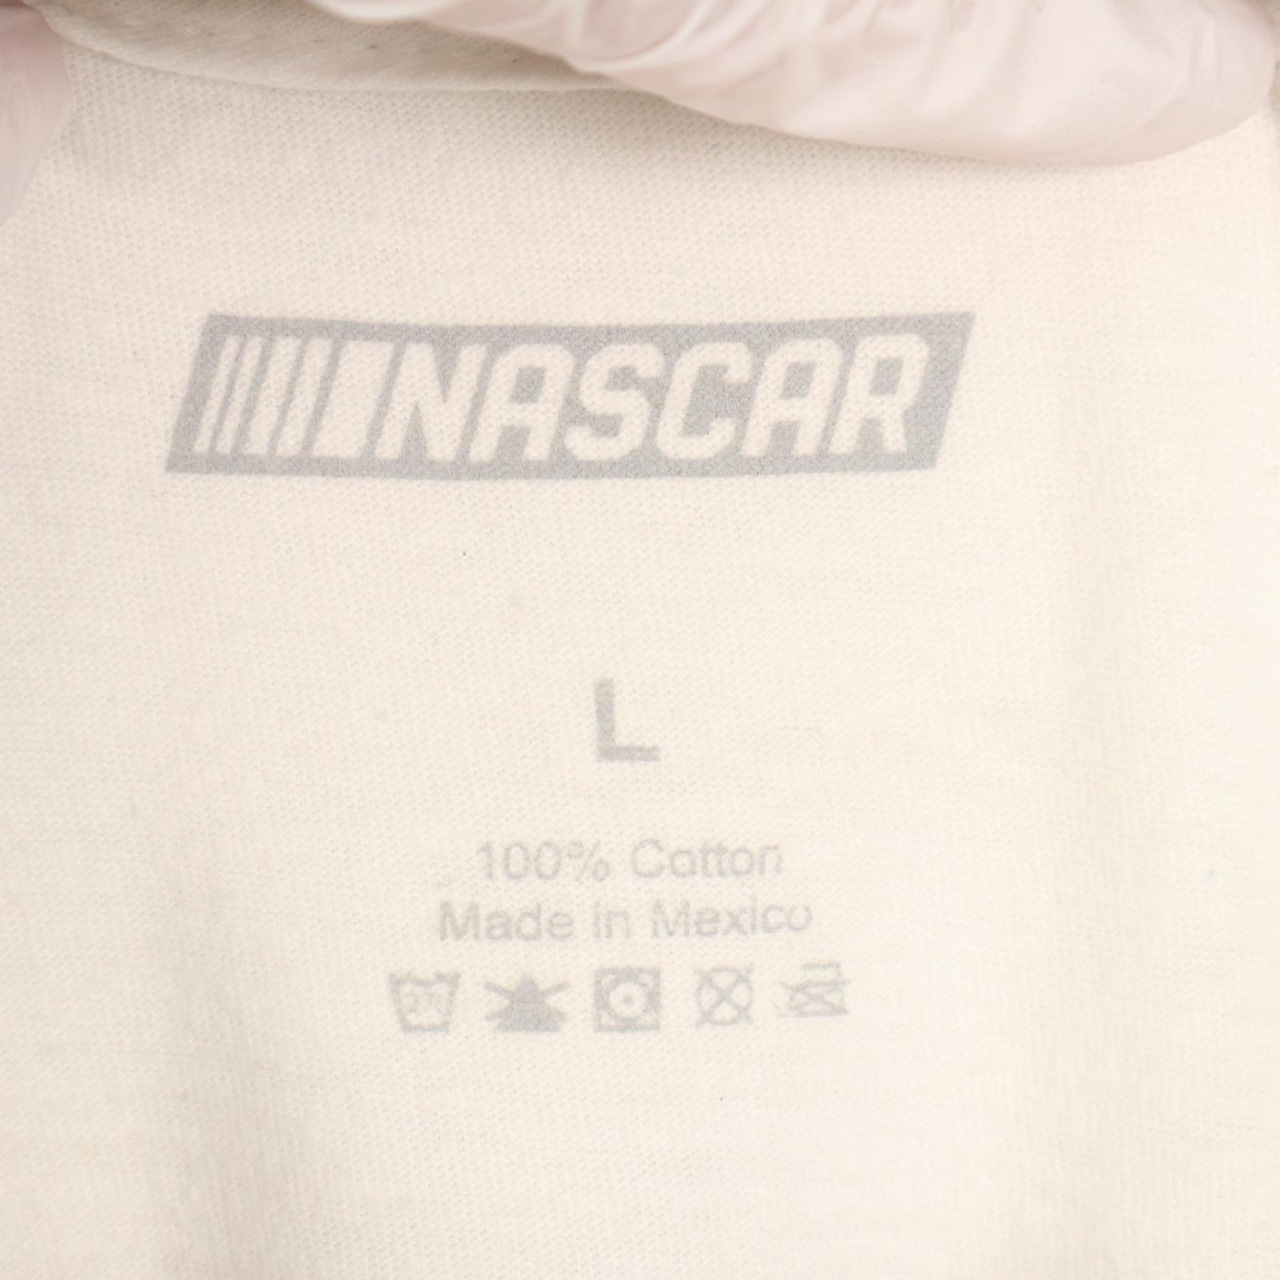 NASCAR
L
100% Cotton
Made in Mexico